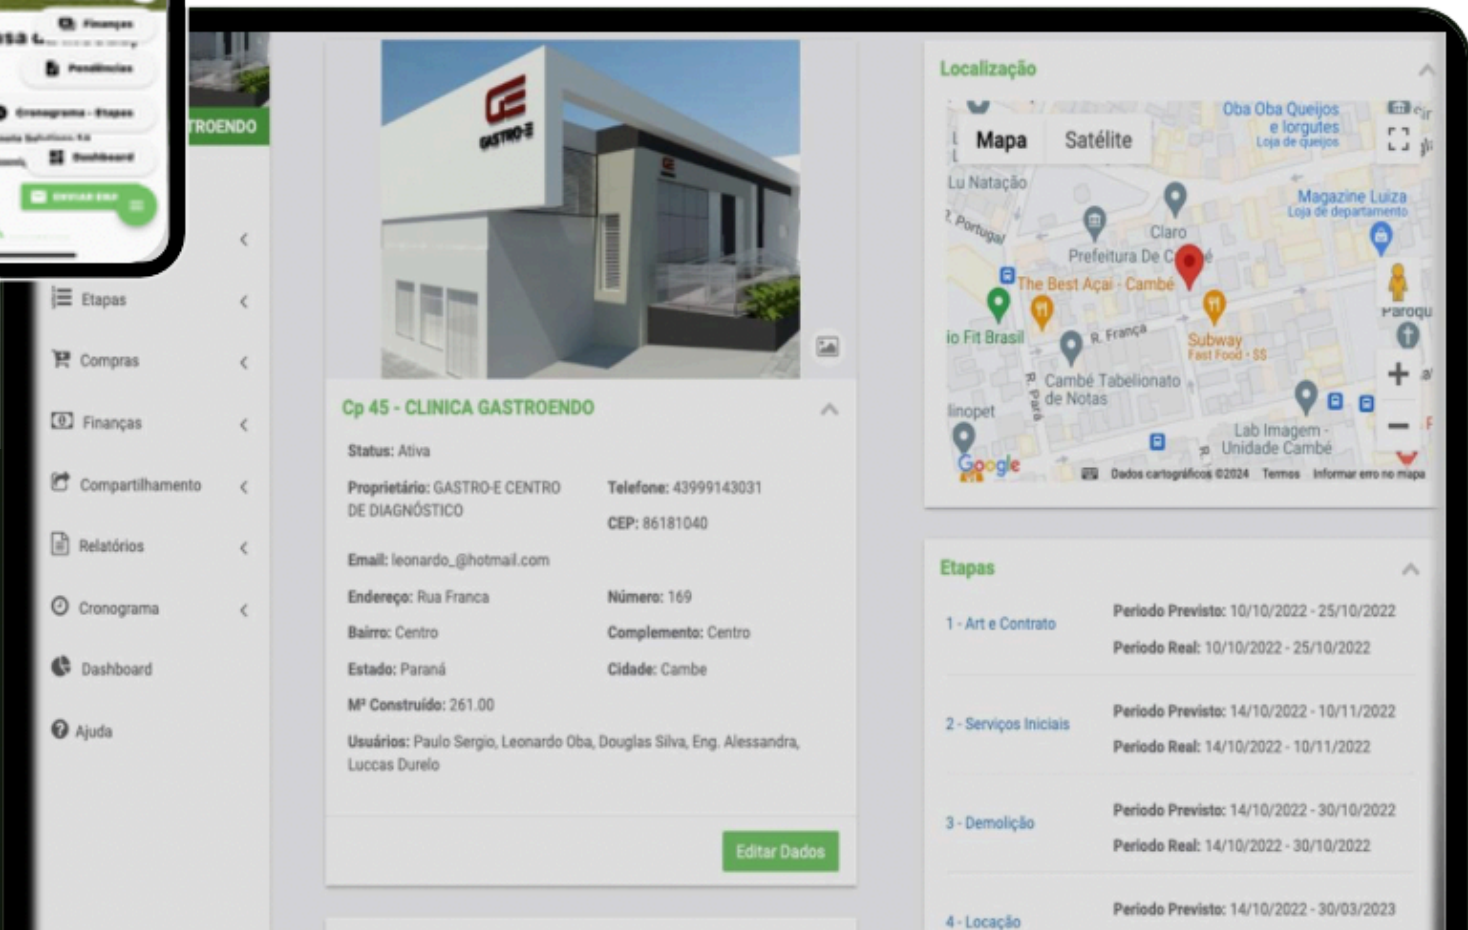 Finanças
Pendências
Cronograma - Etapas
Dashboard
TROENDO
Etapas
Compras
Finanças
Compartilhamento
Relatórios
Cronograma
Dashboard
Ajuda
GE
GASTRO-E
GE
Cp 45 - CLINICA GASTROENDO
Status: Ativa
Proprietário: GASTRO-E CENTRO
DE DIAGNÓSTICO
Telefone: 43999143031
CEP: 86181040
Email: leonardo_@hotmail.com
Endereço: Rua Franca
Número: 169
Bairro: Centro
Complemento: Centro
Estado: Paraná
Cidade: Cambe
M² Construído: 261.00
Usuários: Paulo Sergio, Leonardo Oba, Douglas Silva, Eng. Alessandra,
Luccas Durelo
Editar Dados
Localização
Mapa
Satélite
Oba Oba Queijos
e Iorgutes
Loja de queijos
Lu Natação
Magazine Luiza
Loja de departamento
R. Portugal
Claro
Prefeitura De C
The Best Açaí - Cambé
io Fit Brasil
R. França
Subway
Fast Food · $$
Paroqu
Cambé Tabelionato
de Notas
R. Pará
linopet
Lab Imagem -
Unidade Cambé
Google
Dados cartográficos ©2024
Termos
Informar erro no mapa
Etapas
1 - Art e Contrato
Periodo Previsto: 10/10/2022 - 25/10/2022
Periodo Real: 10/10/2022 - 25/10/2022
2 - Serviços Iniciais
Periodo Previsto: 14/10/2022 - 10/11/2022
Periodo Real: 14/10/2022 - 10/11/2022
3 - Demolição
Periodo Previsto: 14/10/2022 - 30/10/2022
Periodo Real: 14/10/2022 - 30/10/2022
4 - Locação
Periodo Previsto: 14/10/2022 - 30/03/2023